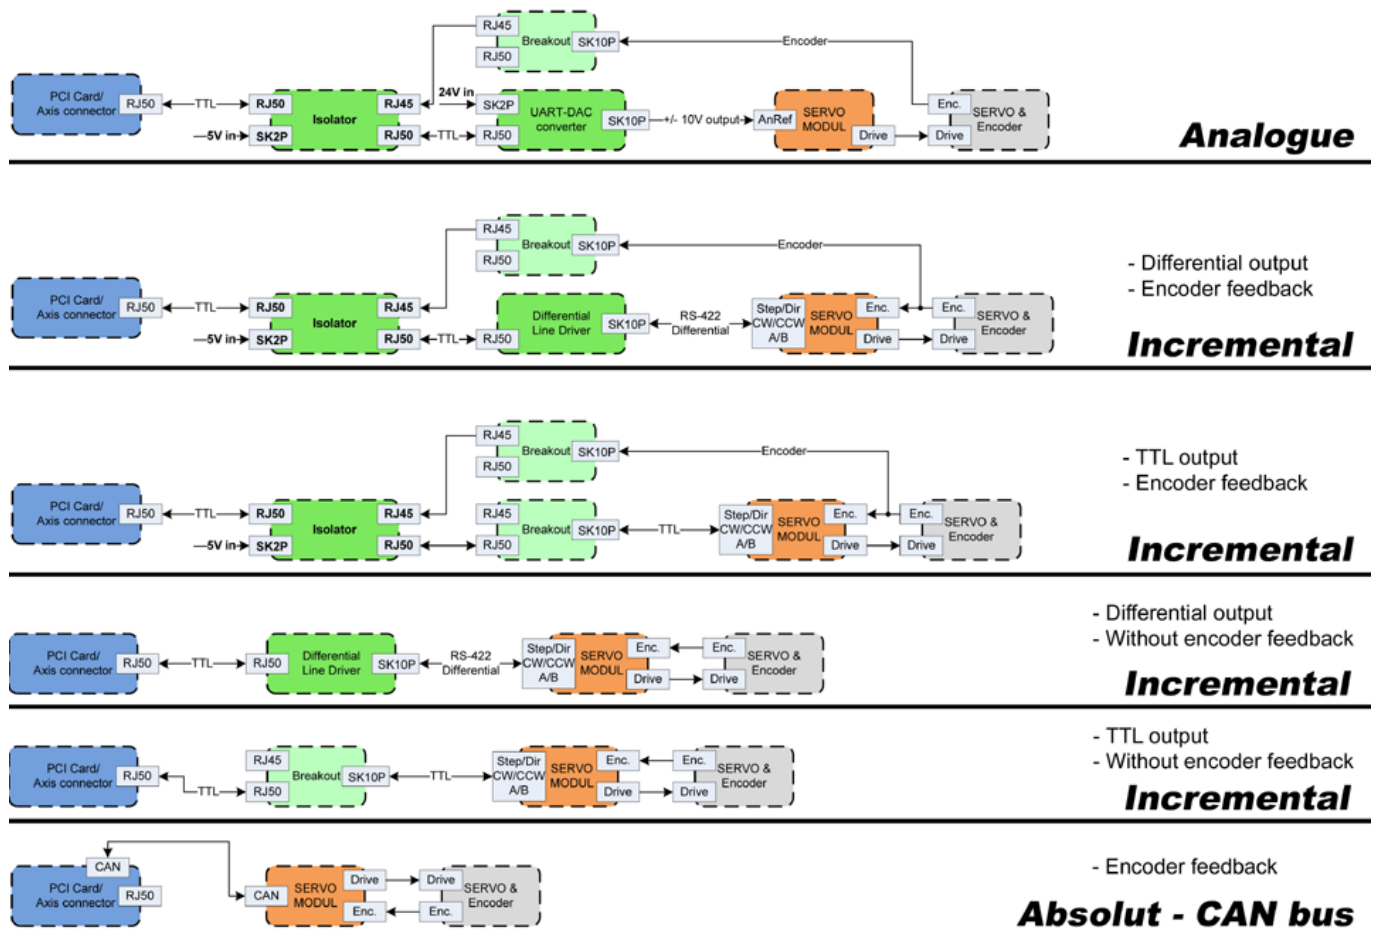 RJ45
Breakout
SK10P
Encoder
RJ50
PCI Card/
Axis connector
RJ50
TTL
RJ50
RJ45
Isolator
5V in
SK2P
RJ50
24V in
SK2P
UART-DAC
converter
TTL
RJ50
SK10P
+/- 10V output
AnRef
SERVO
MODUL
Drive
Enc.
SERVO &
Encoder
Drive
Analogue
RJ45
Breakout
SK10P
Encoder
RJ50
PCI Card/
Axis connector
RJ50
TTL
RJ50
RJ45
Isolator
5V in
SK2P
RJ50
TTL
RJ50
Differential
Line Driver
SK10P
RS-422
Differential
Step/Dir
CW/CCW
A/B
SERVO
MODUL
Enc.
Drive
Enc.
SERVO &
Encoder
Drive
- Differential output
- Encoder feedback
Incremental
RJ45
Breakout
SK10P
Encoder
RJ50
PCI Card/
Axis connector
RJ50
TTL
RJ50
RJ45
Isolator
5V in
SK2P
RJ50
RJ45
Breakout
RJ50
SK10P
TTL
Step/Dir
CW/CCW
A/B
SERVO
MODUL
Enc.
Drive
Enc.
SERVO &
Encoder
Drive
- TTL output
- Encoder feedback
Incremental
PCI Card/
Axis connector
RJ50
TTL
RJ50
Differential
Line Driver
SK10P
RS-422
Differential
Step/Dir
CW/CCW
A/B
SERVO
MODUL
Enc.
Drive
Enc.
SERVO &
Encoder
Drive
- Differential output
- Without encoder feedback
Incremental
PCI Card/
Axis connector
RJ50
TTL
RJ45
Breakout
RJ50
SK10P
TTL
Step/Dir
CW/CCW
A/B
SERVO
MODUL
Enc.
Drive
Enc.
SERVO &
Encoder
Drive
- TTL output
- Without encoder feedback
Incremental
CAN
PCI Card/
Axis connector
RJ50
CAN
SERVO
MODUL
Drive
Enc.
Drive
SERVO &
Encoder
Enc.
- Encoder feedback
Absolut - CAN bus